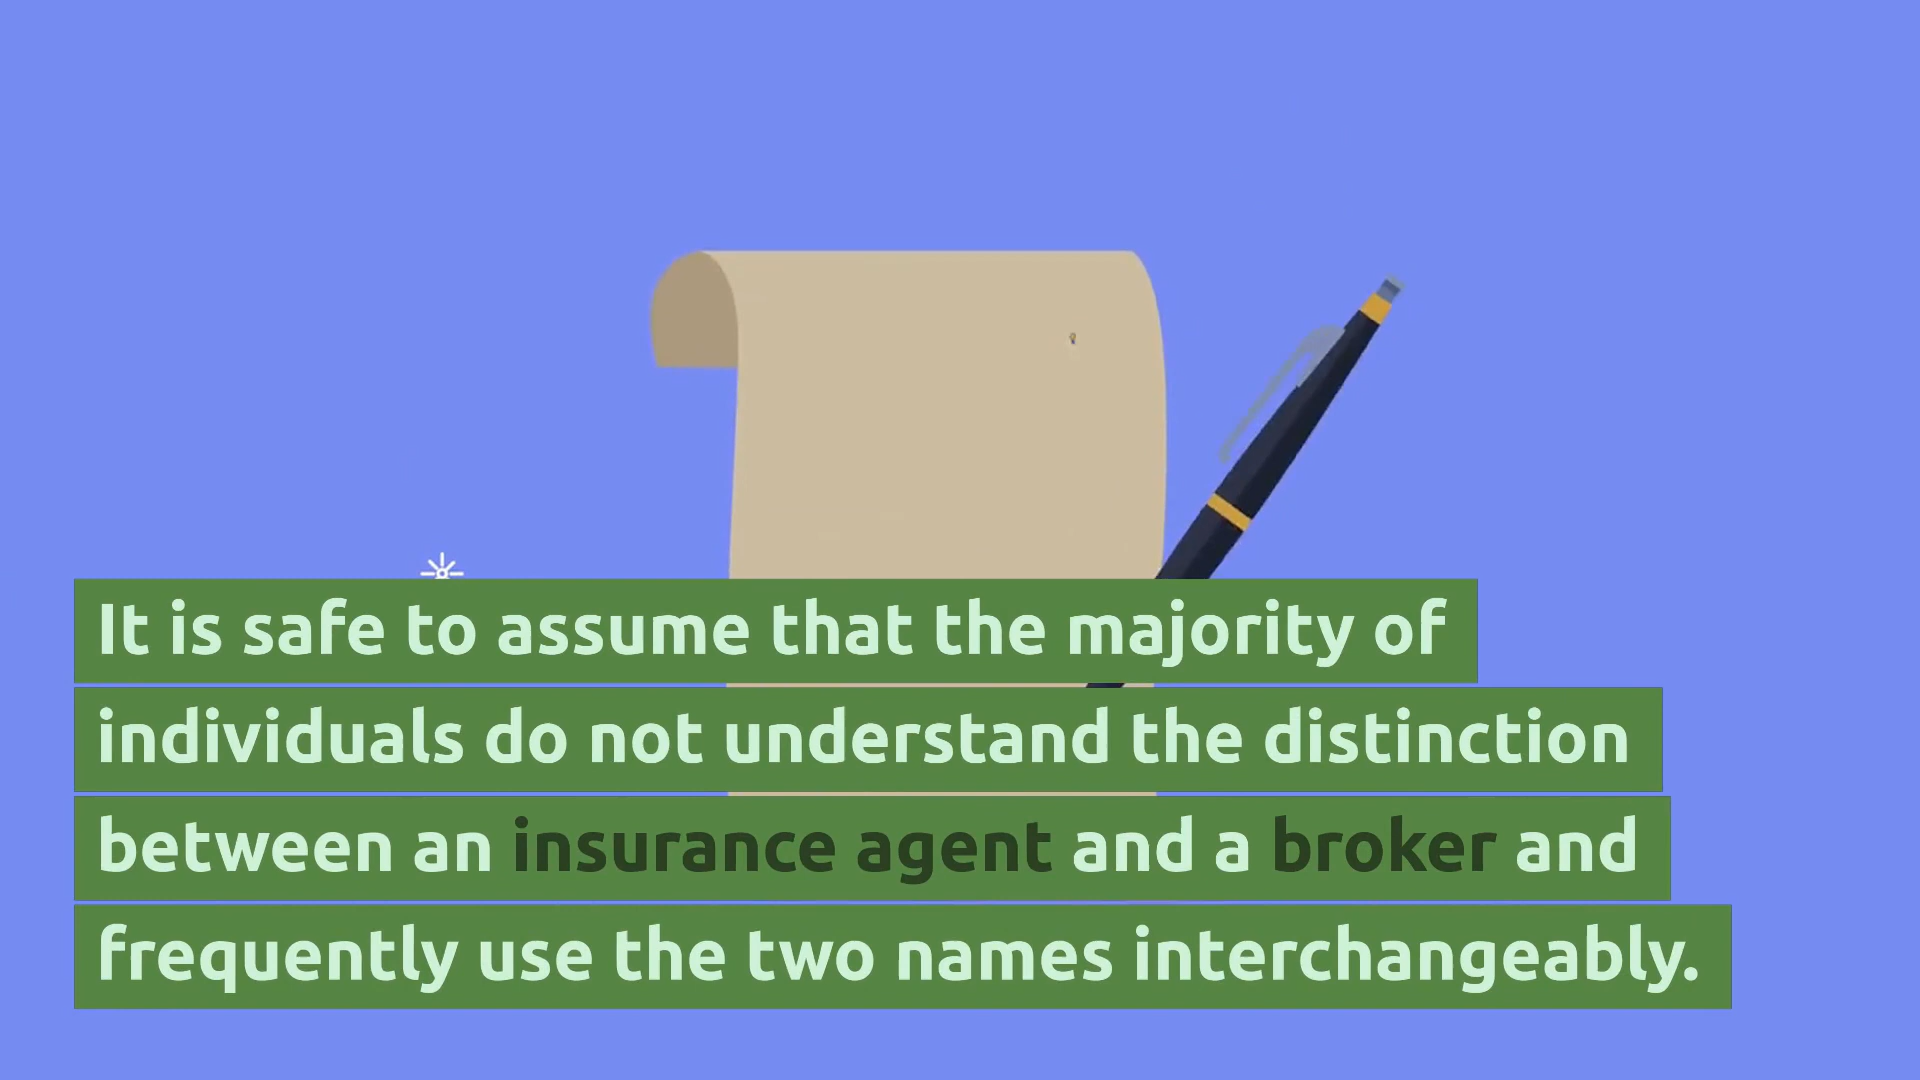 It is safe to assume that the majority of
individuals do not understand the distinction
between an insurance agent and a broker and
frequently use the two names interchangeably.